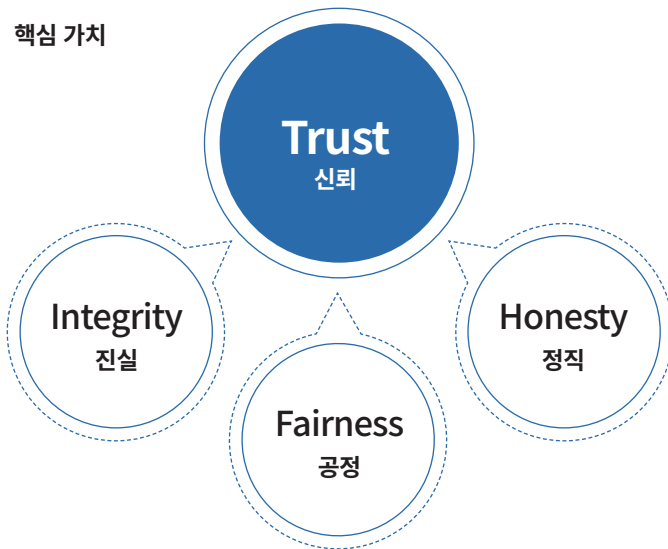 핵심 가치
Trust
신뢰
Integrity
진실
Honesty
정직
Fairness
공정